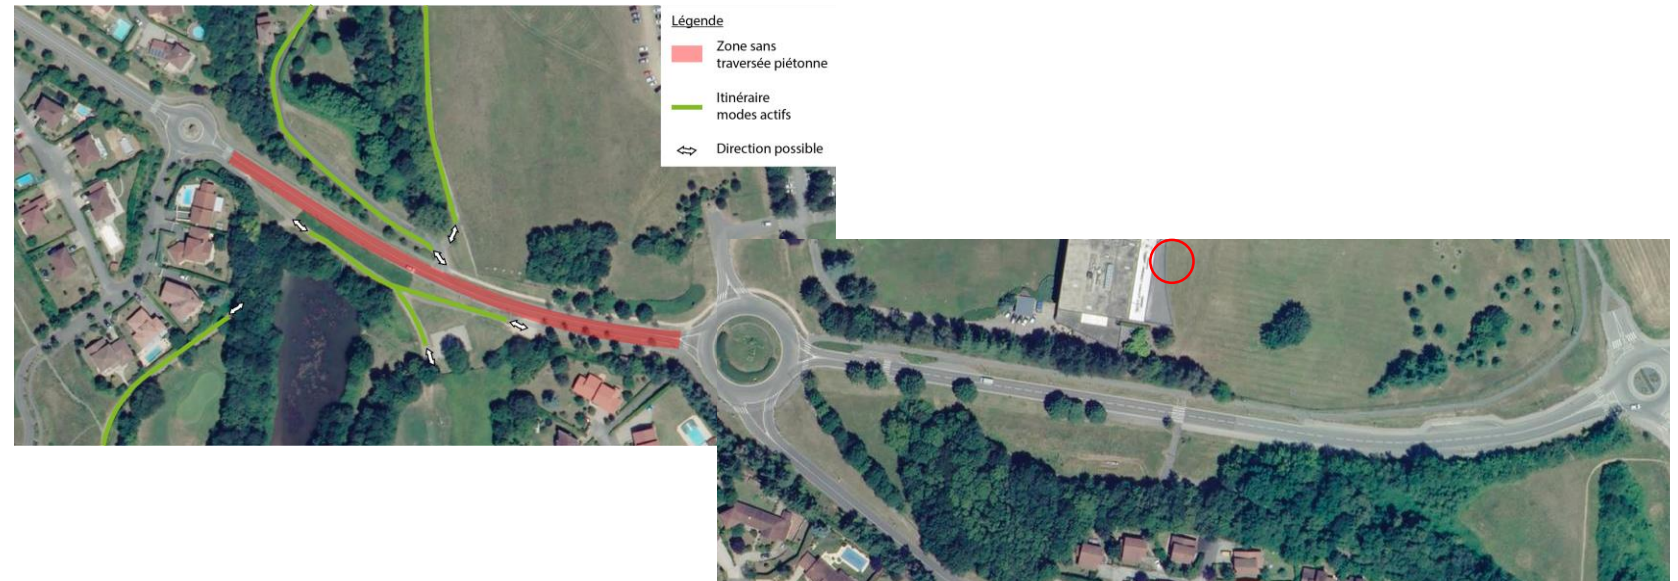 Légende
Zone sans
traversée piétonne
Itinéraire
modes actifs
Direction possible